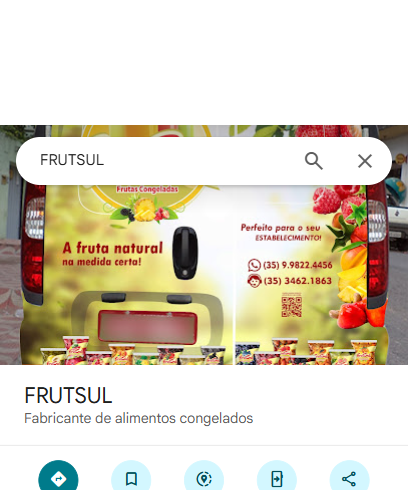 FRUTSUL
Frutas Congeladas
A fruta natural
na medida certa!
Perfeito para o seu
ESTABELECIMENTO!
(35) 9.9822.4456
(35) 3462.1863
FRUTSUL
Fabricante de alimentos congelados